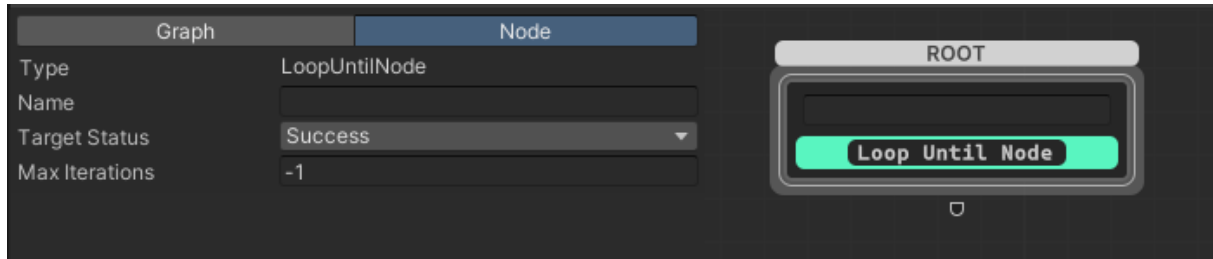 Graph Node
Type LoopUntilNode
Name
Target Status Success
Max Iterations -1
ROOT
Loop Until Node